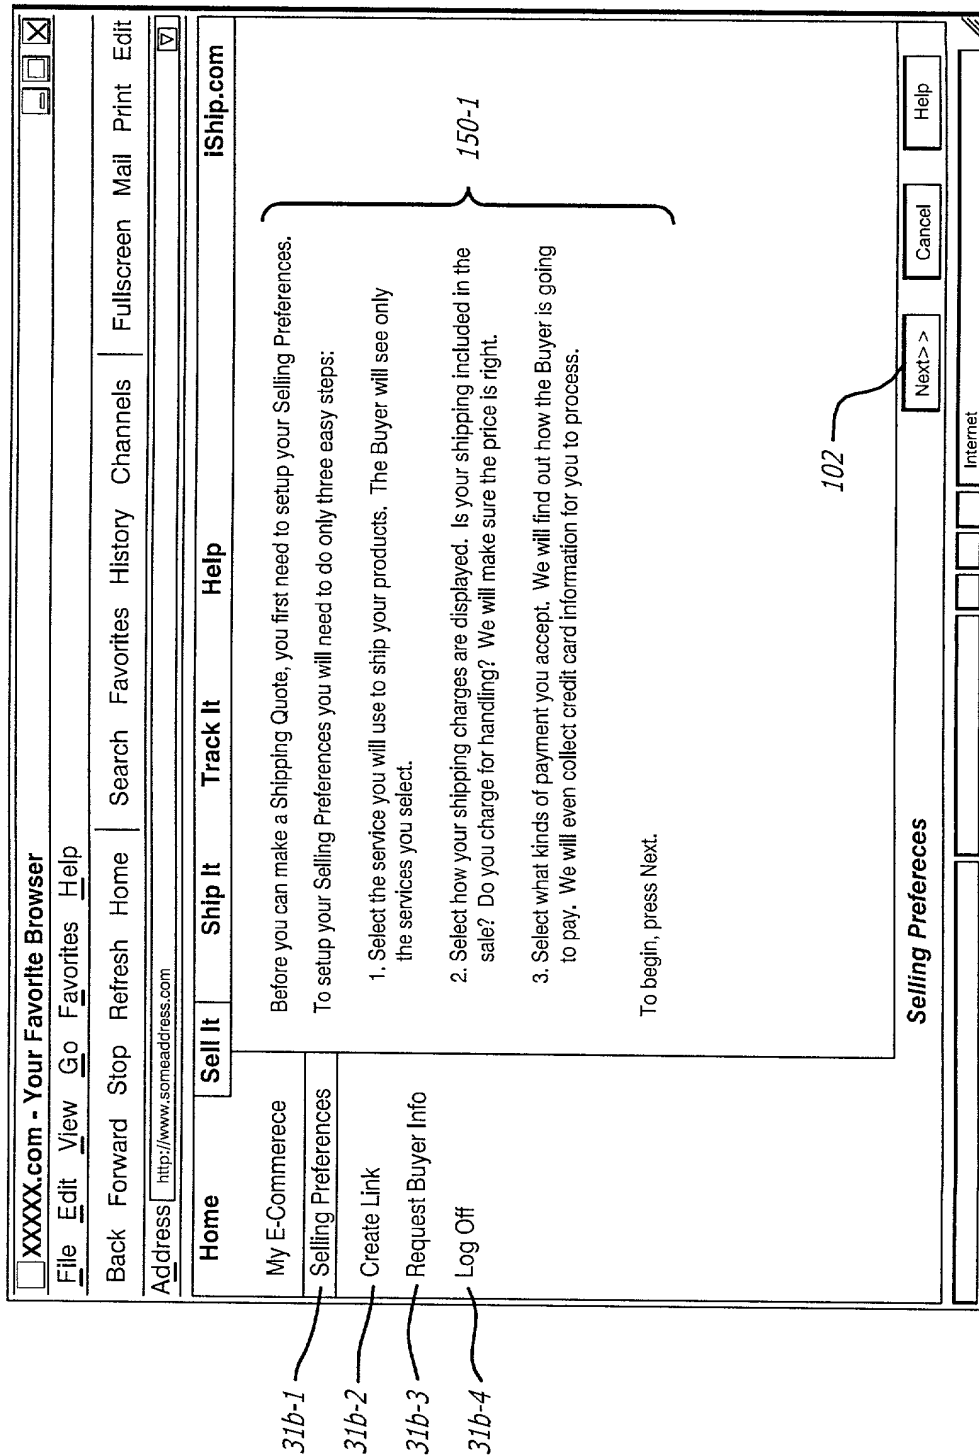 XXXXX.com - Your Favorite Browser
File Edit View Go Favorites Help
Back Forward Stop Refresh Home Search Favorites History Channels Fullscreen Mail Print Edit
Address http://www.someaddress.com
Home Sell It Ship It Track It Help iShip.com
My E-Commerece
Selling Preferences
Create Link
Request Buyer Info
Log Off
31b-1
31b-2
31b-3
31b-4
Before you can make a Shipping Quote, you first need to setup your Selling Preferences.
To setup your Selling Preferences you will need to do only three easy steps:
1. Select the service you will use to ship your products. The Buyer will see only
the services you select.
2. Select how your shipping charges are displayed. Is your shipping included in the
sale? Do you charge for handling? We will make sure the price is right.
3. Select what kinds of payment you accept. We will find out how the Buyer is going
to pay. We will even collect credit card information for you to process.
To begin, press Next.
150-1
102
Selling Prefereces
Next> >
Cancel
Help
Internet